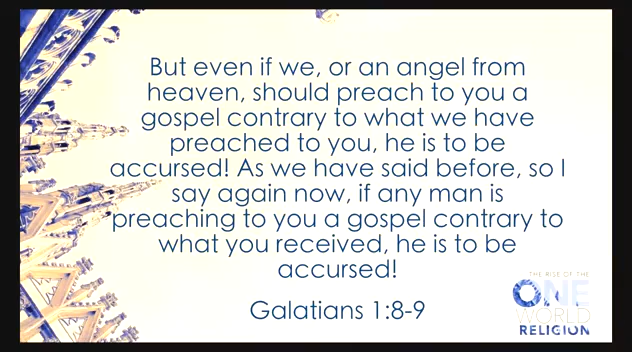 But even if we, or an angel from
heaven, should preach to you a
gospel contrary to what we have
preached to you, he is to be
accursed! As we have said before, so I
say again now, if any man is
preaching to you a gospel contrary to
what you received, he is to be
accursed!
Galatians 1:8-9
THE RISE OF THE
ONE
WORLD
RELIGION